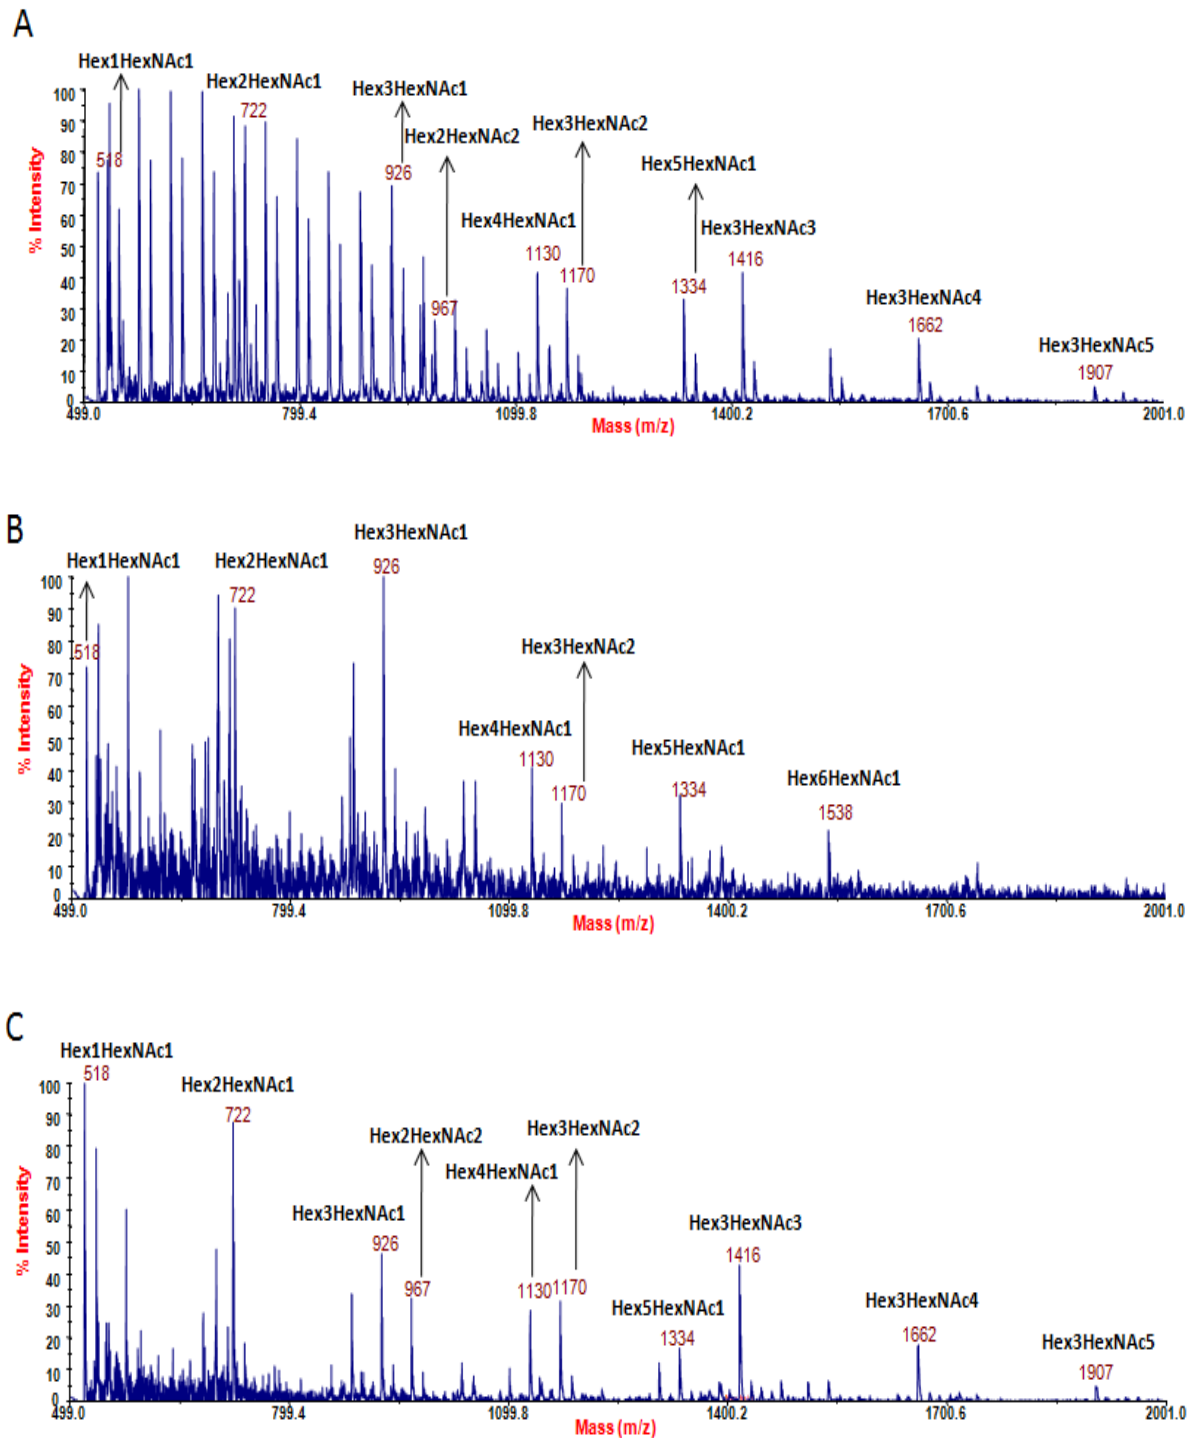 A
Hex1HexNAc1
Hex2HexNAc1
Hex3HexNAc1
Hex2HexNAc2
Hex3HexNAc2
Hex5HexNAc1
Hex4HexNAc1
Hex3HexNAc3
Hex3HexNAc4
Hex3HexNAc5
518
722
926
967
1130
1170
1334
1416
1662
1907
% Intensity
100
90
80
70
60
50
40
30
20
10
0
499.0 799.4 1099.8 1400.2 1700.6 2001.0
Mass (m/z)
B
Hex3HexNAc1
Hex1HexNAc1
Hex2HexNAc1
Hex3HexNAc2
Hex4HexNAc1
Hex5HexNAc1
Hex6HexNAc1
518
722
926
1130
1170
1334
1538
% Intensity
100
90
80
70
60
50
40
30
20
10
0
499.0 799.4 1099.8 1400.2 1700.6 2001.0
Mass (m/z)
C
Hex1HexNAc1
Hex2HexNAc1
Hex2HexNAc2
Hex3HexNAc2
Hex4HexNAc1
Hex3HexNAc1
Hex3HexNAc3
Hex5HexNAc1
Hex3HexNAc4
Hex3HexNAc5
518
722
926
967
1130
1170
1334
1416
1662
1907
% Intensity
100
90
80
70
60
50
40
30
20
10
0
499.0 799.4 1099.8 1400.2 1700.6 2001.0
Mass (m/z)